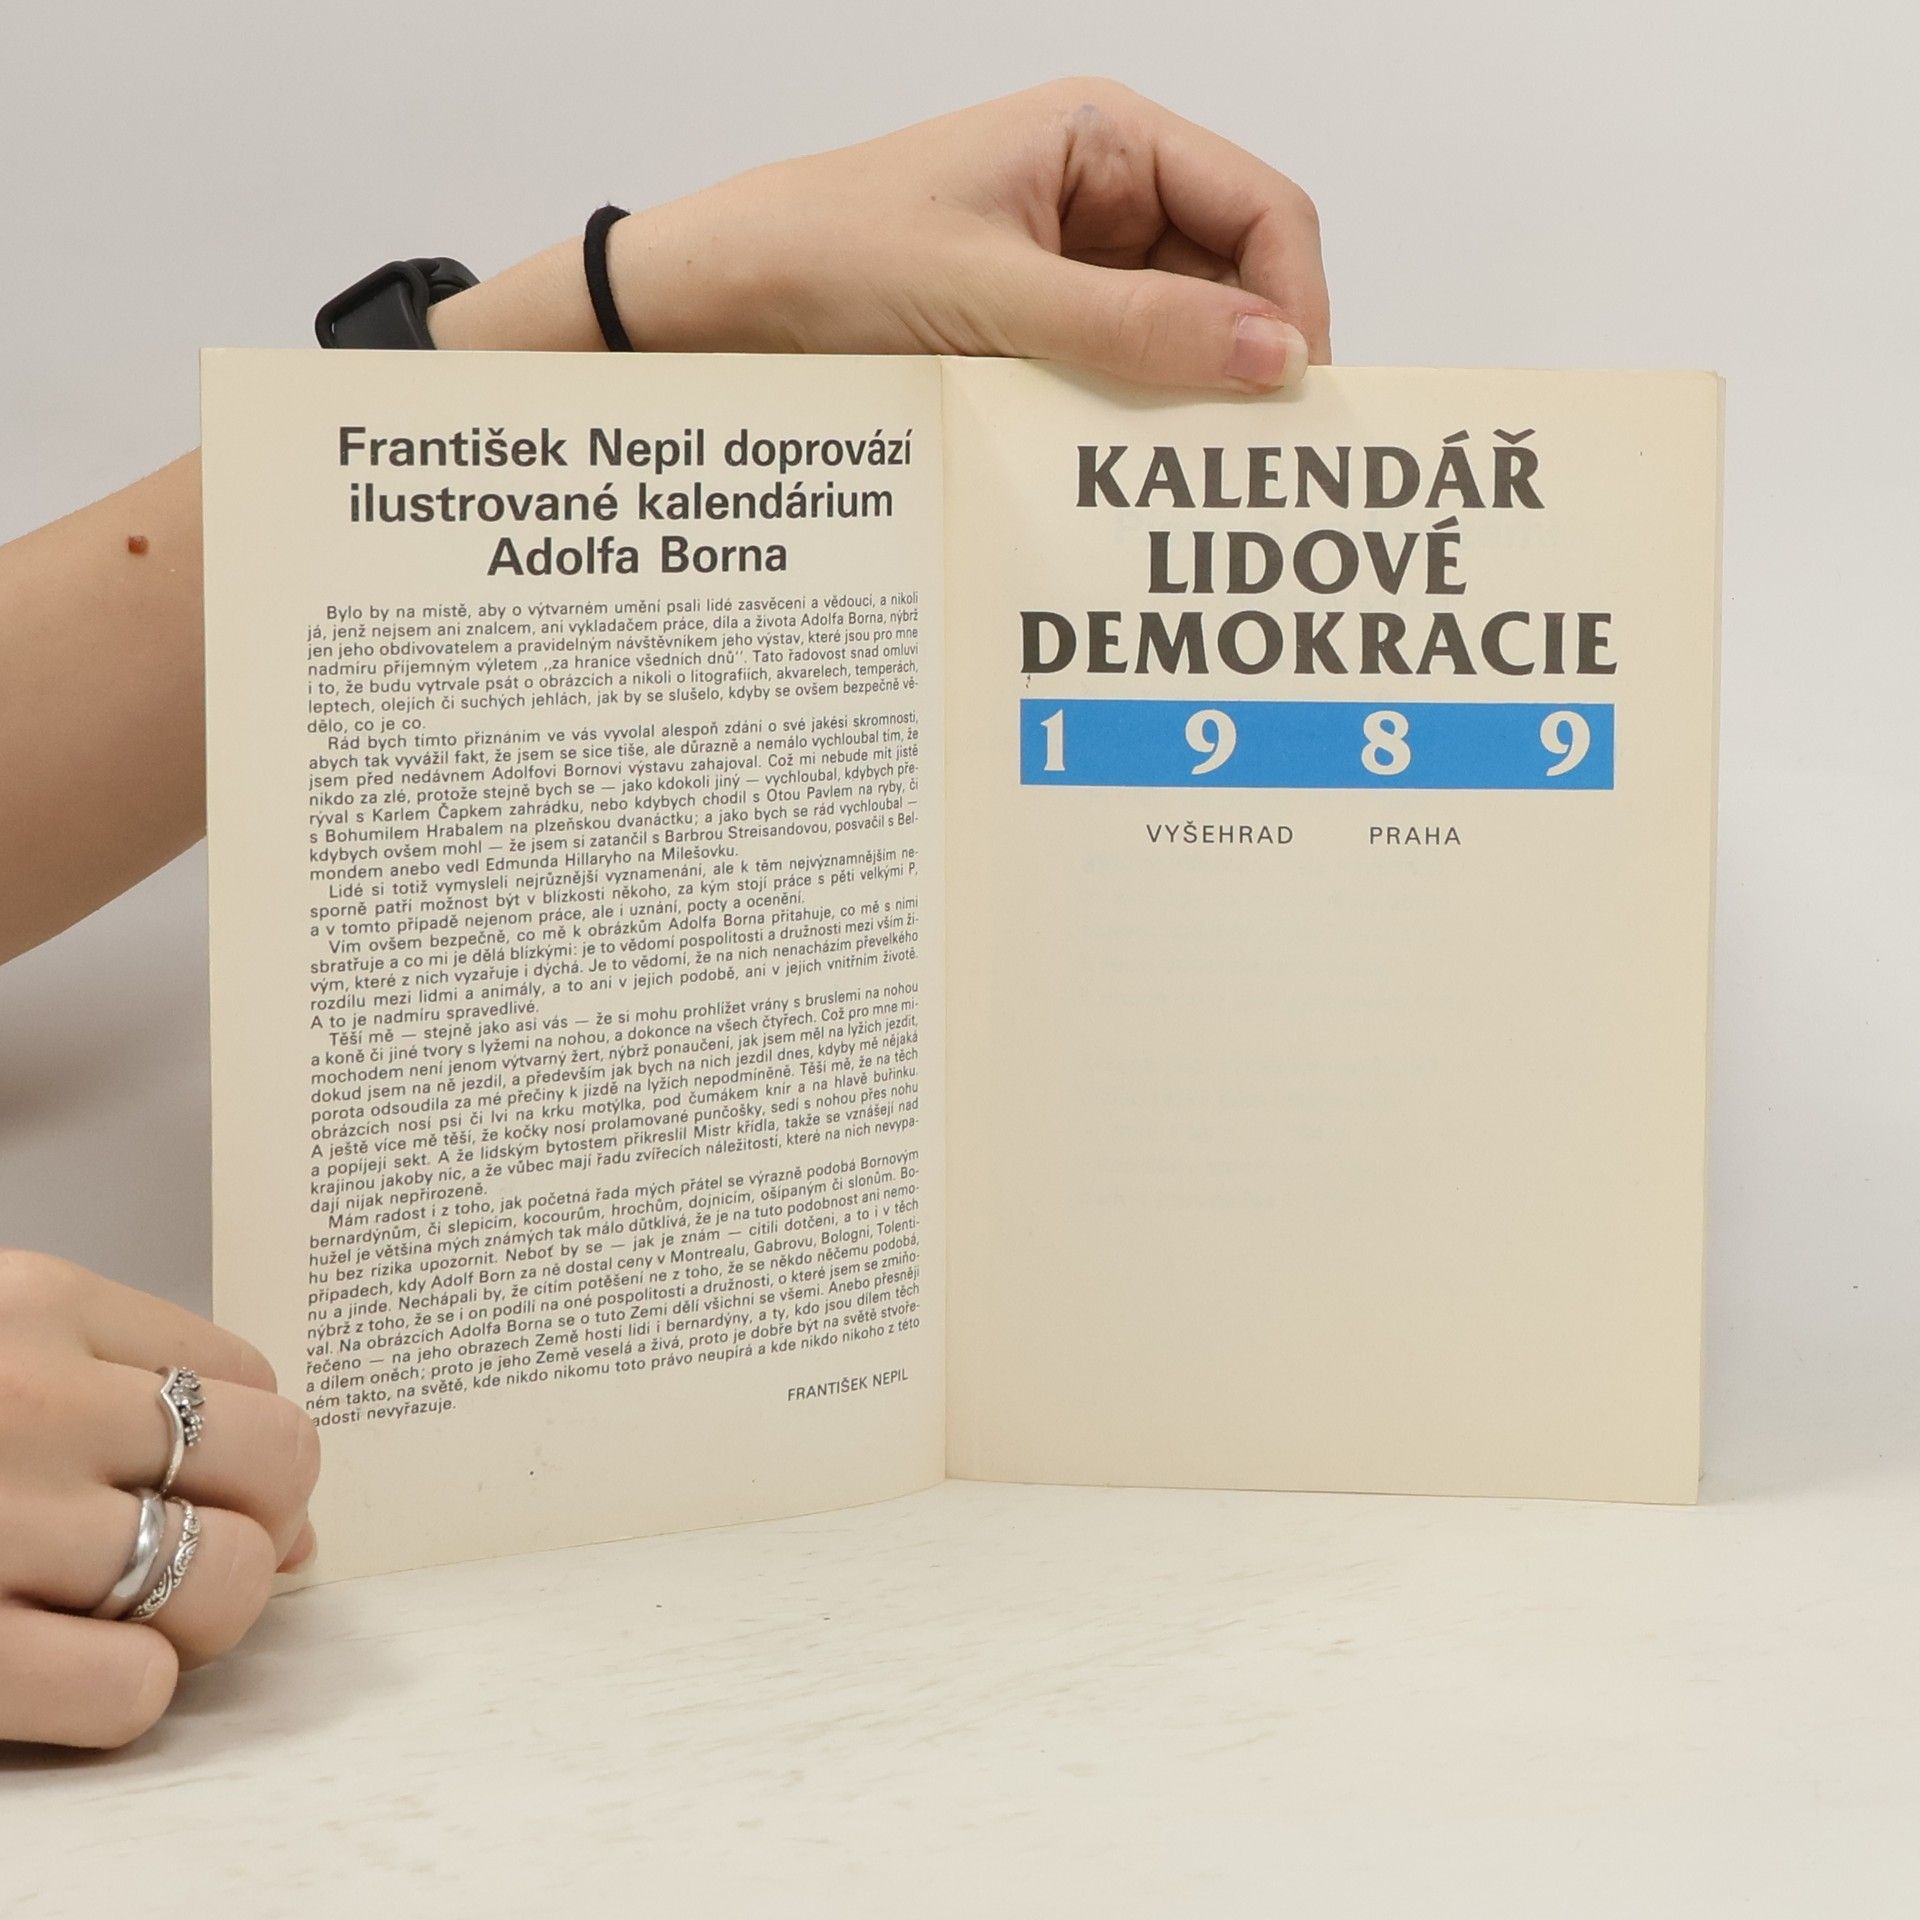 František Nepil doprovází
ilustrované kalendárium
Adolfa Borna
Bylo by na místě, aby o výtvarném umění psali lidé zasvěcení a vědoucí, a nikoli
já, jenž nejsem ani znalcem, ani vykladačem práce, díla a života Adolfa Borna, nýbrž
jen jeho obdivovatelem a pravidelným návštěvníkem jeho výstav, které jsou pro mne
nadmíru příjemným výletem „za hranice všedních dnů". Tato řadovost snad omluví
i to, že budu vytrvale psát o obrázcích a nikoli o litografiích, akvarelech, temperách,
leptech, olejích či suchých jehlách, jak by se slušelo, kdyby se ovšem bezpečně vě-
dělo, co je co.
Rád bych tímto přiznáním ve vás vyvolal alespoň zdání o své jakési skromnosti,
abych tak vyvážil fakt, že jsem se sice tiše, ale důrazně a nemálo vychloubal tím, že
jsem před nedávnem Adolfovi Bornovi výstavu zahajoval. Což mi nebude mít jistě
nikdo za zlé, protože stejně bych se — jako kdokoli jiný — vychloubal, kdybych pře-
rýval s Karlem Čapkem zahrádku, nebo kdybych chodil s Otou Pavlem na ryby, či
s Bohumilem Hrabalem na plzeňskou dvanáctku; a jako bych se rád vychloubal —
kdybych ovšem mohl — že jsem si zatančil s Barbrou Streisandovou, posvačil s Bel-
mondem anebo vedl Edmunda Hillaryho na Milešovku.
Lidé si totiž vymysleli nejrůznější vyznamenání, ale k těm nejvýznamnějším ne-
sporně patří možnost být v blízkosti někoho, za kým stojí práce s pěti velkými P,
a v tomto případě nejenom práce, ale i uznání, pocty a ocenění.
Vím ovšem bezpečně, co mě k obrázkům Adolfa Borna přitahuje, co mě s nimi
sbratřuje a co mi je dělá blízkými: je to vědomí pospolitosti a družnosti mezi vším ži-
vým, které z nich vyzařuje i dýchá. Je to vědomí, že na nich nenacházím převelkého
rozdílu mezi lidmi a animály, a to ani v jejich podobě, ani v jejich vnitřním životě.
A to je nadmíru spravedlivé.
Těší mě — stejně jako asi vás — že si mohu prohlížet vrány s bruslemi na nohou
a koně či jiné tvory s lyžemi na nohou, a dokonce na všech čtyřech. Což pro mne mi-
mochodem není jenom výtvarný žert, nýbrž ponaučení, jak jsem měl na lyžích jezdit,
dokud jsem na ně jezdil, a především jak bych na nich jezdil dnes, kdyby mě nějaká
porota odsoudila za mé přečiny k jízdě na lyžích nepodmíněně. Těší mě, že na těch
obrázcích nosí psi či lvi na krku motýlka, pod čumákem knír a na hlavě buřinku.
A ještě více mě těší, že kočky nosí prolamované punčošky, sedí s nohou přes nohu
a popíjejí sekt. A že lidským bytostem přikreslil Mistr křídla, takže se vznášejí nad
krajinou jakoby nic, a že vůbec mají řadu zvířecích náležitostí, které na nich nevypa-
dají nijak nepřirozeně.
Mám radost i z toho, jak početná řada mých přátel se výrazně podobá Bornovým
bernardýnům, či slepicím, kocourům, hrochům, dojnicím, ošípaným či slonům. Bo-
hužel je většina mých známých tak málo důtklivá, že je na tuto podobnost ani nemo-
hu bez rizika upozornit. Neboť by se — jak je znám — cítili dotčeni, a to i v těch
případech, kdy Adolf Born za ně dostal ceny v Montrealu, Gabrovu, Bologni, Tolenti-
nu a jinde. Nechápali by, že cítím potěšení ne z toho, že se někdo něčemu podobá,
nýbrž z toho, že se i on podílí na oné pospolitosti a družnosti, o které jsem se zmiňo-
val. Na obrázcích Adolfa Borna se o tuto Zemi dělí všichni se všemi. Anebo přesněji
řečeno — na jeho obrazech Země hostí lidi i bernardýny, a ty, kdo jsou dílem těch
a dílem oněch; proto je jeho Země veselá a živá, proto je dobře být na světě stvoře-
ném takto, na světě, kde nikdo nikomu toto právo neupírá a kde nikdo nikoho z této
adosti nevyřazuje.
FRANTIŠEK NEPIL
KALENDÁŘ
LIDOVÉ
DEMOKRACIE
1 9 8 9
VYŠEHRAD PRAHA